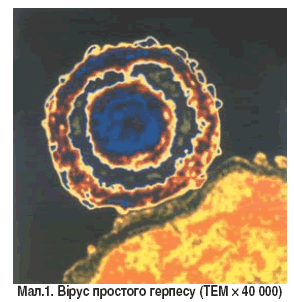 Мал.1. Вірус простого герпесу (ТЕМ × 40 000)